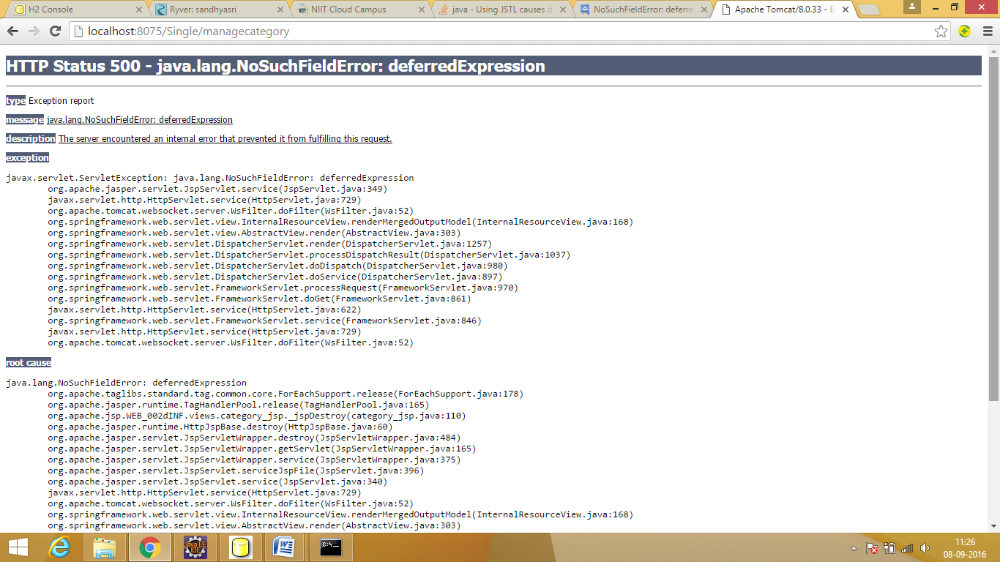 H2 Console
Ryver: sandhyasri
NIIT Cloud Campus
java - Using JSTL causes d
NoSuchFieldError: deferre
Apache Tomcat/8.0.33 - E
localhost:8075/Single/managecategory
HTTP Status 500 - java.lang.NoSuchFieldError: deferredExpression
type Exception report
message java.lang.NoSuchFieldError: deferredExpression
description The server encountered an internal error that prevented it from fulfilling this request.
exception
javax.servlet.ServletException: java.lang.NoSuchFieldError: deferredExpression
org.apache.jasper.servlet.JspServlet.service(JspServlet.java:349)
javax.servlet.http.HttpServlet.service(HttpServlet.java:729)
org.apache.tomcat.websocket.server.WsFilter.doFilter(WsFilter.java:52)
org.springframework.web.servlet.view.InternalResourceView.renderMergedOutputModel(InternalResourceView.java:168)
org.springframework.web.servlet.view.AbstractView.render(AbstractView.java:303)
org.springframework.web.servlet.DispatcherServlet.render(DispatcherServlet.java:1257)
org.springframework.web.servlet.DispatcherServlet.processDispatchResult(DispatcherServlet.java:1037)
org.springframework.web.servlet.DispatcherServlet.doDispatch(DispatcherServlet.java:980)
org.springframework.web.servlet.DispatcherServlet.doService(DispatcherServlet.java:897)
org.springframework.web.servlet.FrameworkServlet.processRequest(FrameworkServlet.java:970)
org.springframework.web.servlet.FrameworkServlet.doGet(FrameworkServlet.java:861)
javax.servlet.http.HttpServlet.service(HttpServlet.java:622)
org.springframework.web.servlet.FrameworkServlet.service(FrameworkServlet.java:846)
javax.servlet.http.HttpServlet.service(HttpServlet.java:729)
org.apache.tomcat.websocket.server.WsFilter.doFilter(WsFilter.java:52)
root cause
java.lang.NoSuchFieldError: deferredExpression
org.apache.taglibs.standard.tag.common.core.ForEachSupport.release(ForEachSupport.java:178)
org.apache.jasper.runtime.TagHandlerPool.release(TagHandlerPool.java:165)
org.apache.jsp.WEB_002dINF.views.category_jsp._jspDestroy(category_jsp.java:110)
org.apache.jasper.runtime.HttpJspBase.destroy(HttpJspBase.java:60)
org.apache.jasper.servlet.JspServletWrapper.destroy(JspServletWrapper.java:484)
org.apache.jasper.servlet.JspServletWrapper.getServlet(JspServletWrapper.java:165)
org.apache.jasper.servlet.JspServletWrapper.service(JspServletWrapper.java:375)
org.apache.jasper.servlet.JspServlet.serviceJspFile(JspServlet.java:396)
org.apache.jasper.servlet.JspServlet.service(JspServlet.java:340)
javax.servlet.http.HttpServlet.service(HttpServlet.java:729)
org.apache.tomcat.websocket.server.WsFilter.doFilter(WsFilter.java:52)
org.springframework.web.servlet.view.InternalResourceView.renderMergedOutputModel(InternalResourceView.java:168)
org.springframework.web.servlet.view.AbstractView.render(AbstractView.java:303)
Java EE
IDE
C:\.
11:26
08-09-2016